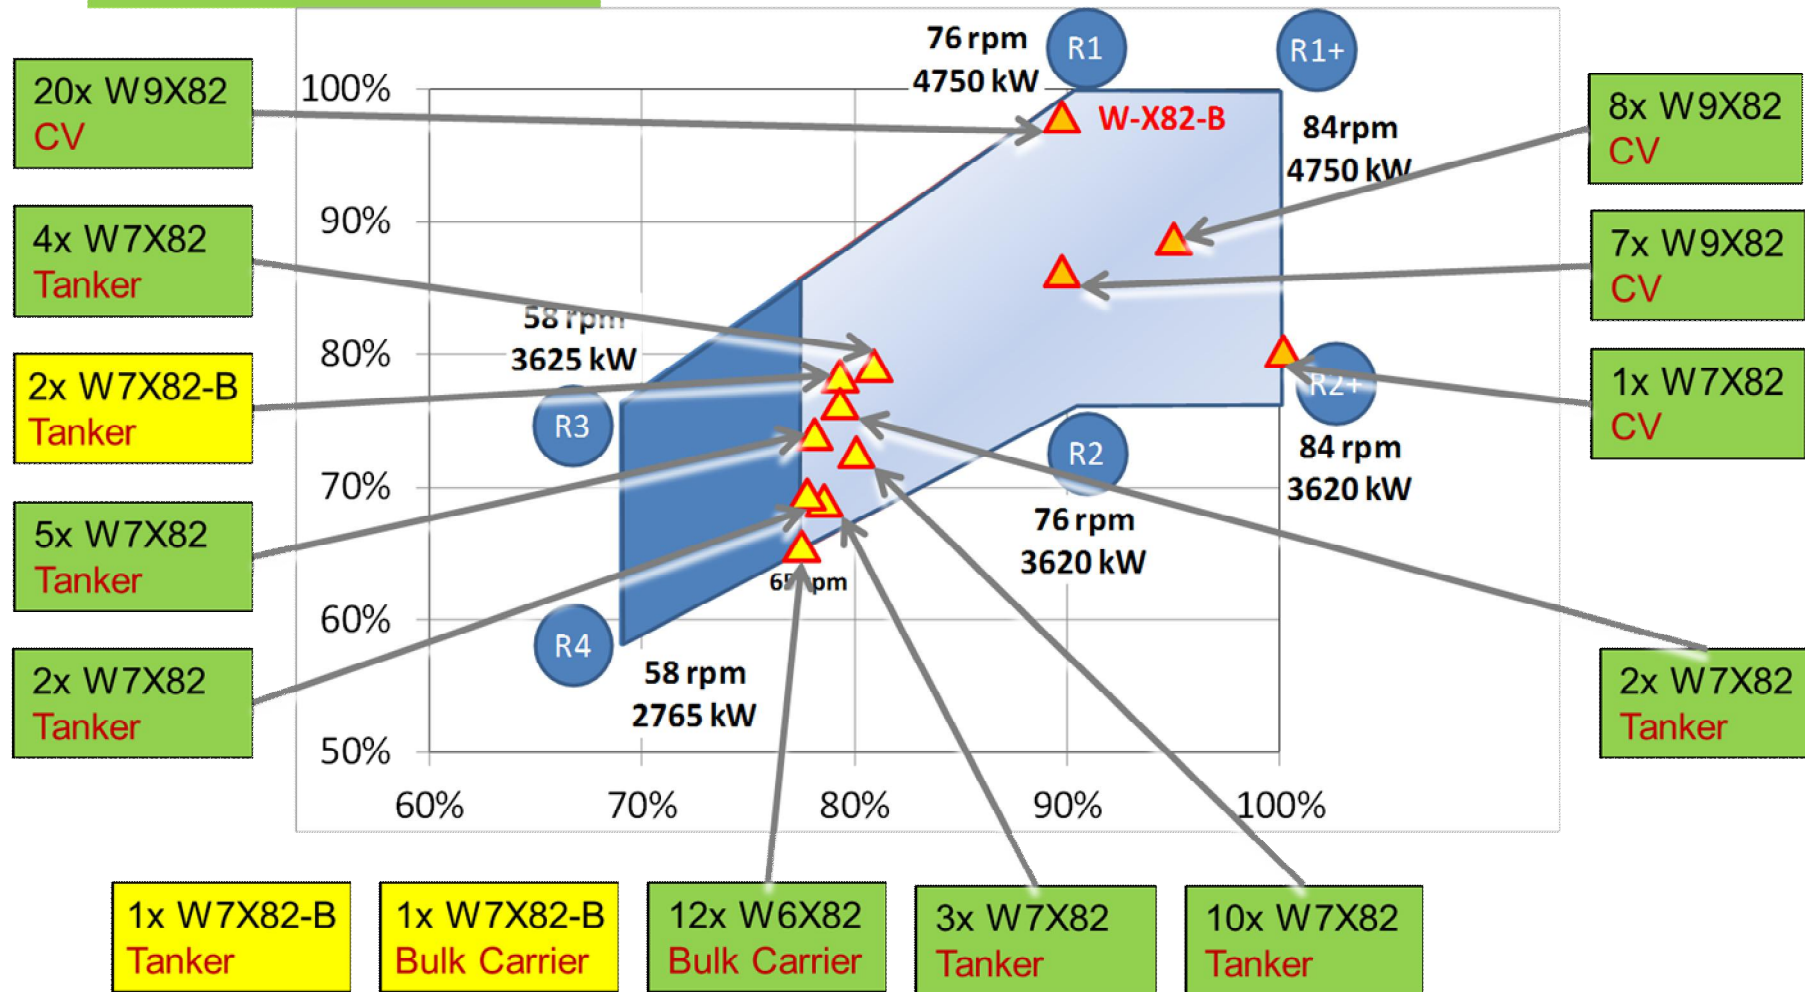 76 rpm
4750 kW
R1
R1+
20x W9X82
CV
100%
W-X82-B
84rpm
4750 kW
8x W9X82
CV
4x W7X82
Tanker
90%
7x W9X82
CV
58 rpm
3625 kW
80%
2x W7X82-B
Tanker
R3
R2+
1x W7X82
CV
R2
84 rpm
3620 kW
70%
5x W7X82
Tanker
76 rpm
3620 kW
60%
R4
2x W7X82
Tanker
58 rpm
2765 kW
2x W7X82
Tanker
50%
60%
70%
80%
90%
100%
1x W7X82-B
Tanker
1x W7X82-B
Bulk Carrier
12x W6X82
Bulk Carrier
3x W7X82
Tanker
10x W7X82
Tanker